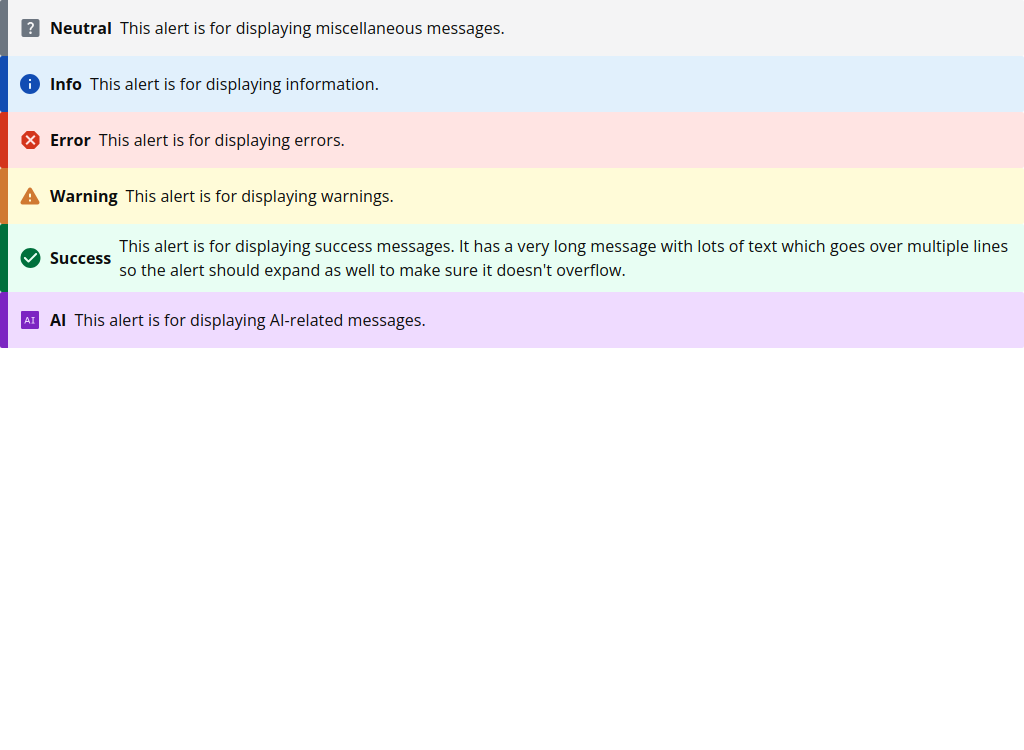 ? Neutral This alert is for displaying miscellaneous messages.
i Info This alert is for displaying information.
Error This alert is for displaying errors.
! Warning This alert is for displaying warnings.
Success This alert is for displaying success messages. It has a very long message with lots of text which goes over multiple lines
so the alert should expand as well to make sure it doesn't overflow.
AI AI This alert is for displaying AI-related messages.